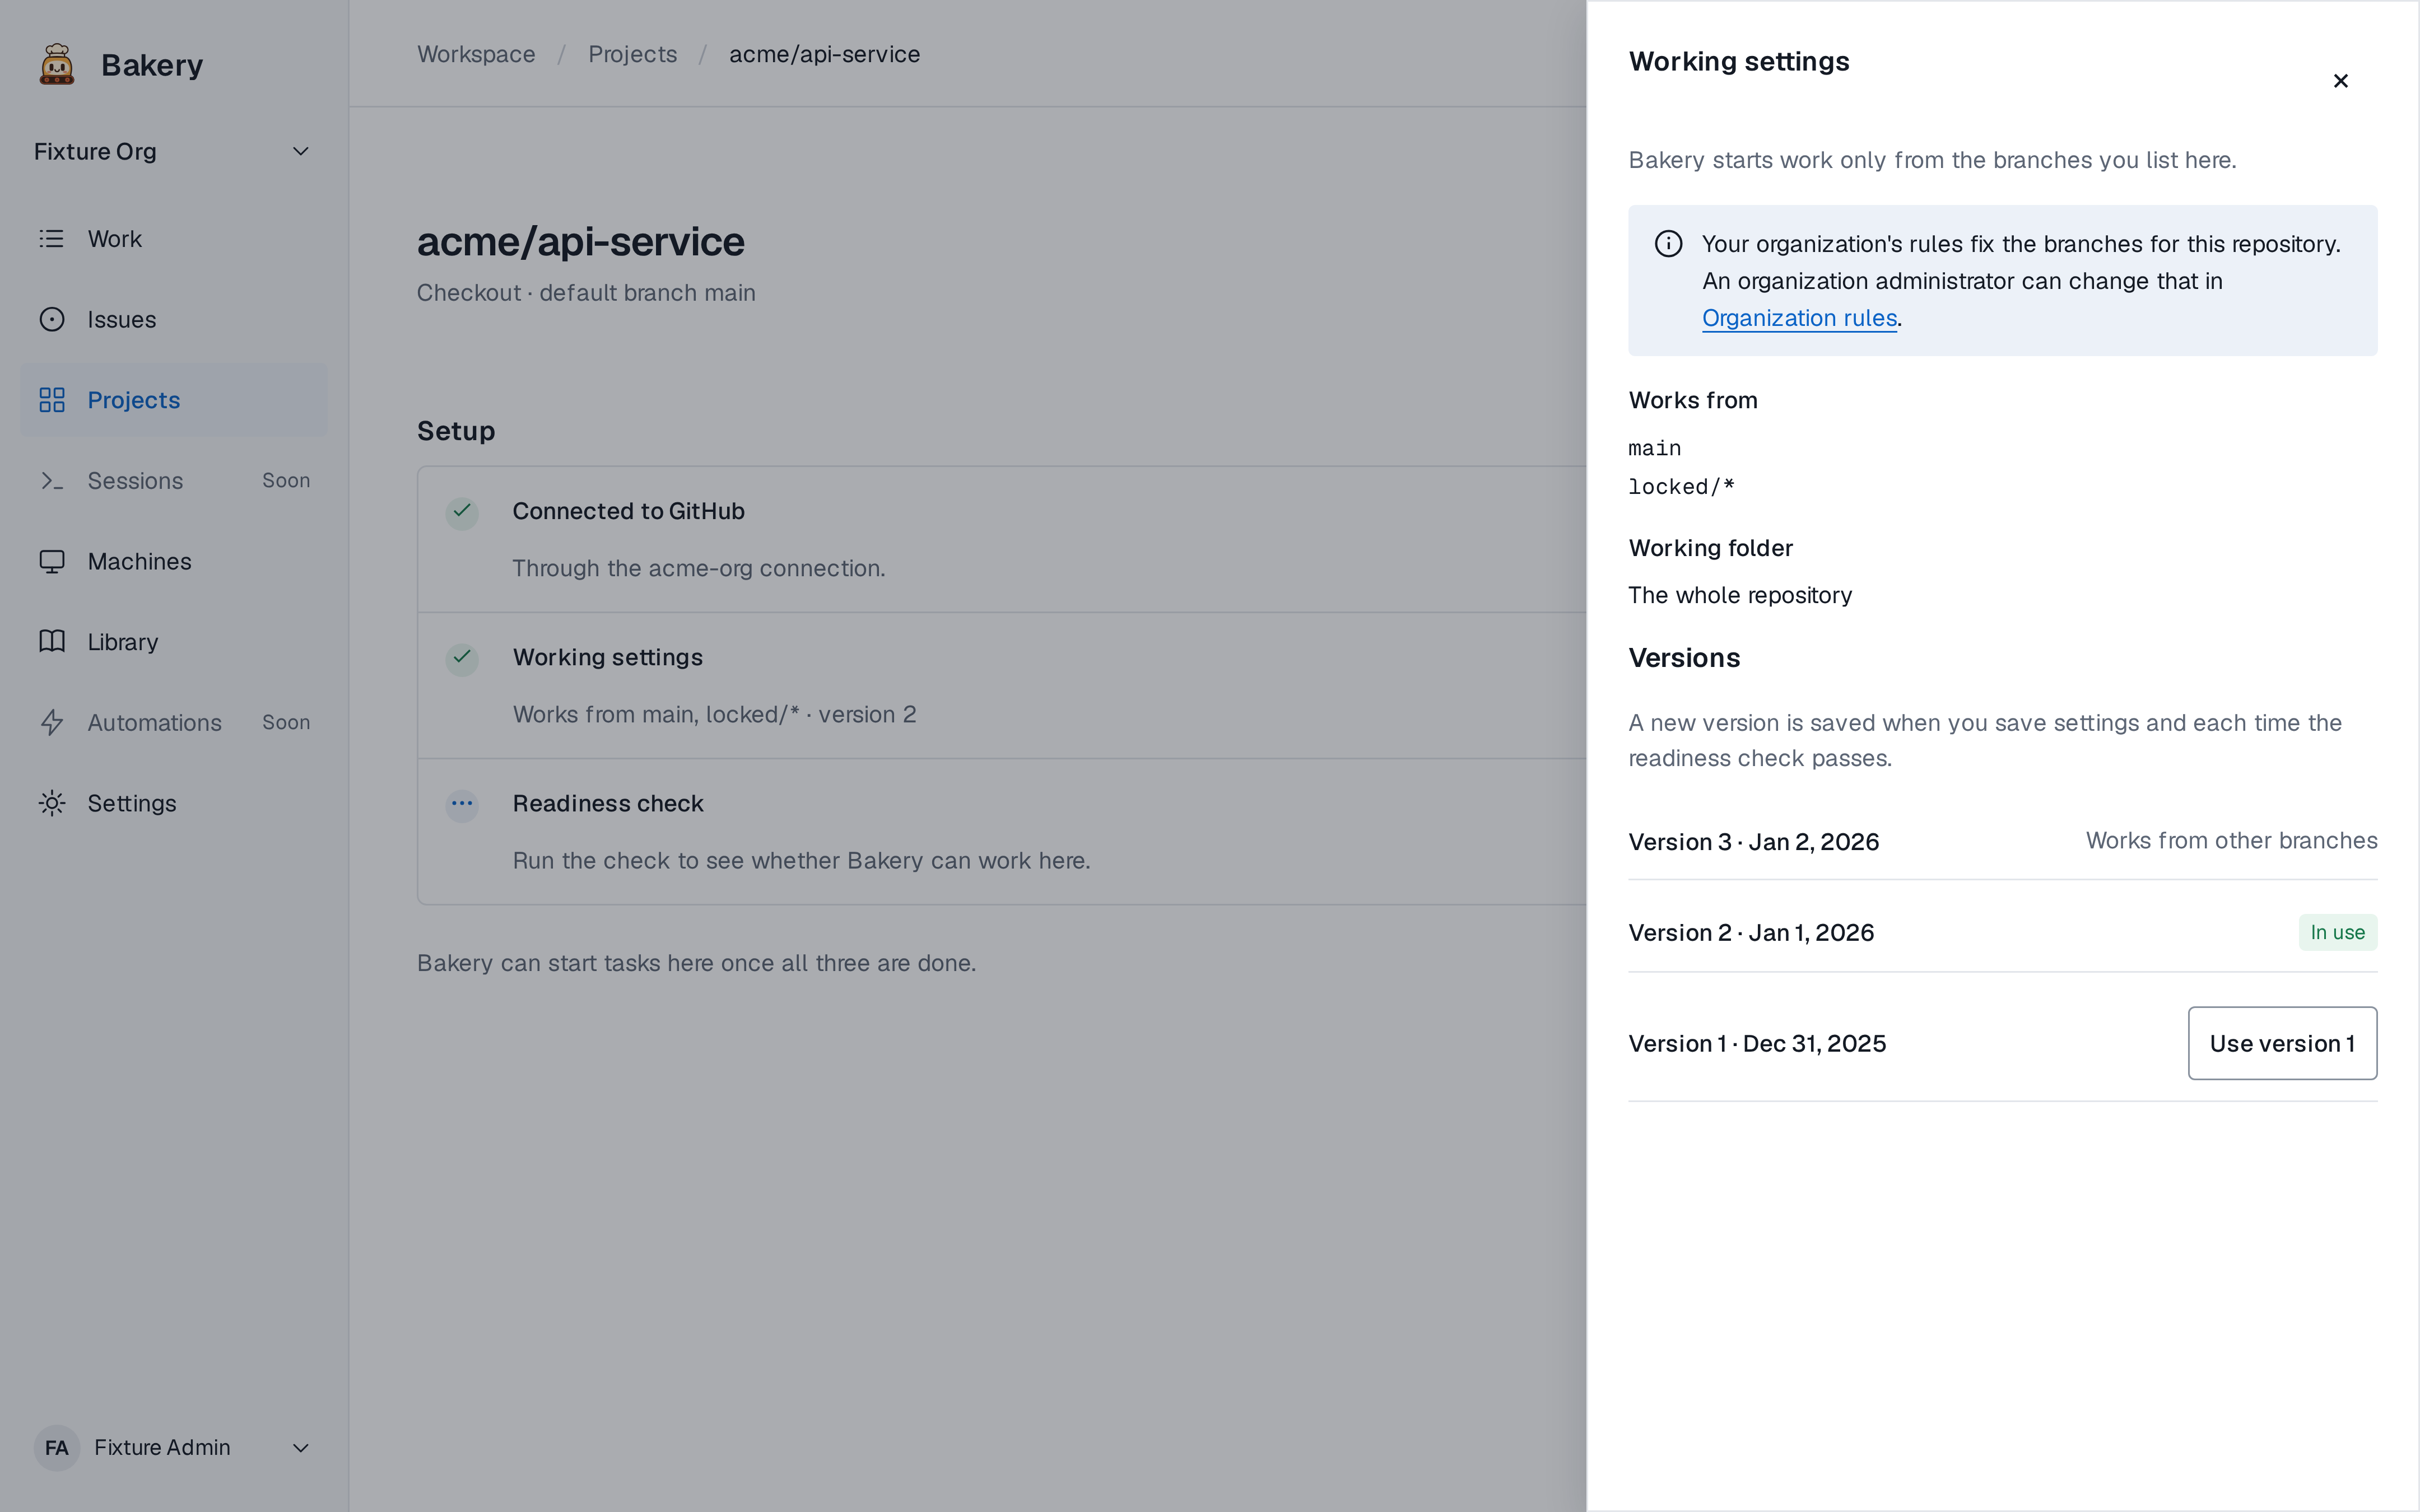 Bakery
Fixture Org
Work
Issues
Projects
Sessions Soon
Machines
Library
Automations Soon
Settings
FA Fixture Admin
Workspace / Projects / acme/api-service
acme/api-service
Checkout · default branch main
Setup
Connected to GitHub
Through the acme-org connection.
Working settings
Works from main, locked/* · version 2
Readiness check
Run the check to see whether Bakery can work here.
Bakery can start tasks here once all three are done.
Working settings
Bakery starts work only from the branches you list here.
Your organization's rules fix the branches for this repository.
An organization administrator can change that in
Organization rules.
Works from
main
locked/*
Working folder
The whole repository
Versions
A new version is saved when you save settings and each time the
readiness check passes.
Version 3 · Jan 2, 2026 Works from other branches
Version 2 · Jan 1, 2026 In use
Version 1 · Dec 31, 2025 Use version 1